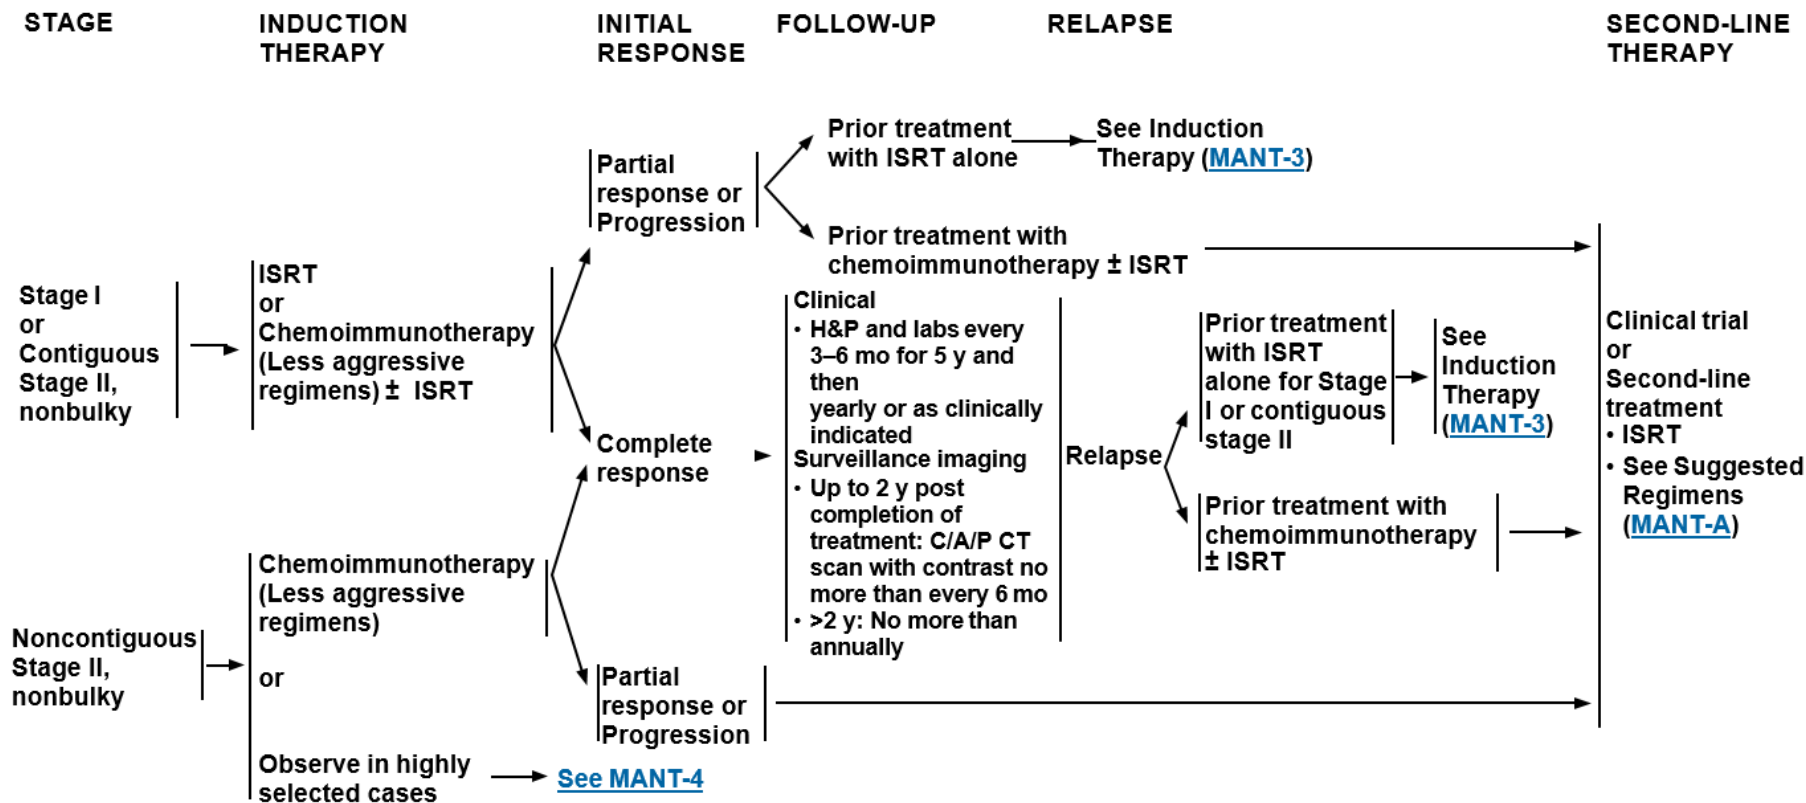 STAGE
INDUCTION
THERAPY
INITIAL
RESPONSE
FOLLOW-UP
RELAPSE
SECOND-LINE
THERAPY
Stage I
or
Contiguous
Stage II,
nonbulky
ISRT
or
Chemoimmunotherapy
(Less aggressive
regimens) ± ISRT
Partial
response or
Progression
Prior treatment
with ISRT alone
See Induction
Therapy (MANT-3)
Prior treatment with
chemoimmunotherapy ± ISRT
Complete
response
Clinical
• H&P and labs every
3–6 mo for 5 y and
then
yearly or as clinically
indicated
Surveillance imaging
• Up to 2 y post
completion of
treatment: C/A/P CT
scan with contrast no
more than every 6 mo
• >2 y: No more than
annually
Relapse
Prior treatment
with ISRT
alone for Stage
I or contiguous
stage II
See
Induction
Therapy
(MANT-3)
Prior treatment with
chemoimmunotherapy
± ISRT
Clinical trial
or
Second-line
treatment
• ISRT
• See Suggested
Regimens
(MANT-A)
Noncontiguous
Stage II,
nonbulky
Chemoimmunotherapy
(Less aggressive
regimens)
or
Observe in highly
selected cases
See MANT-4
Partial
response or
Progression